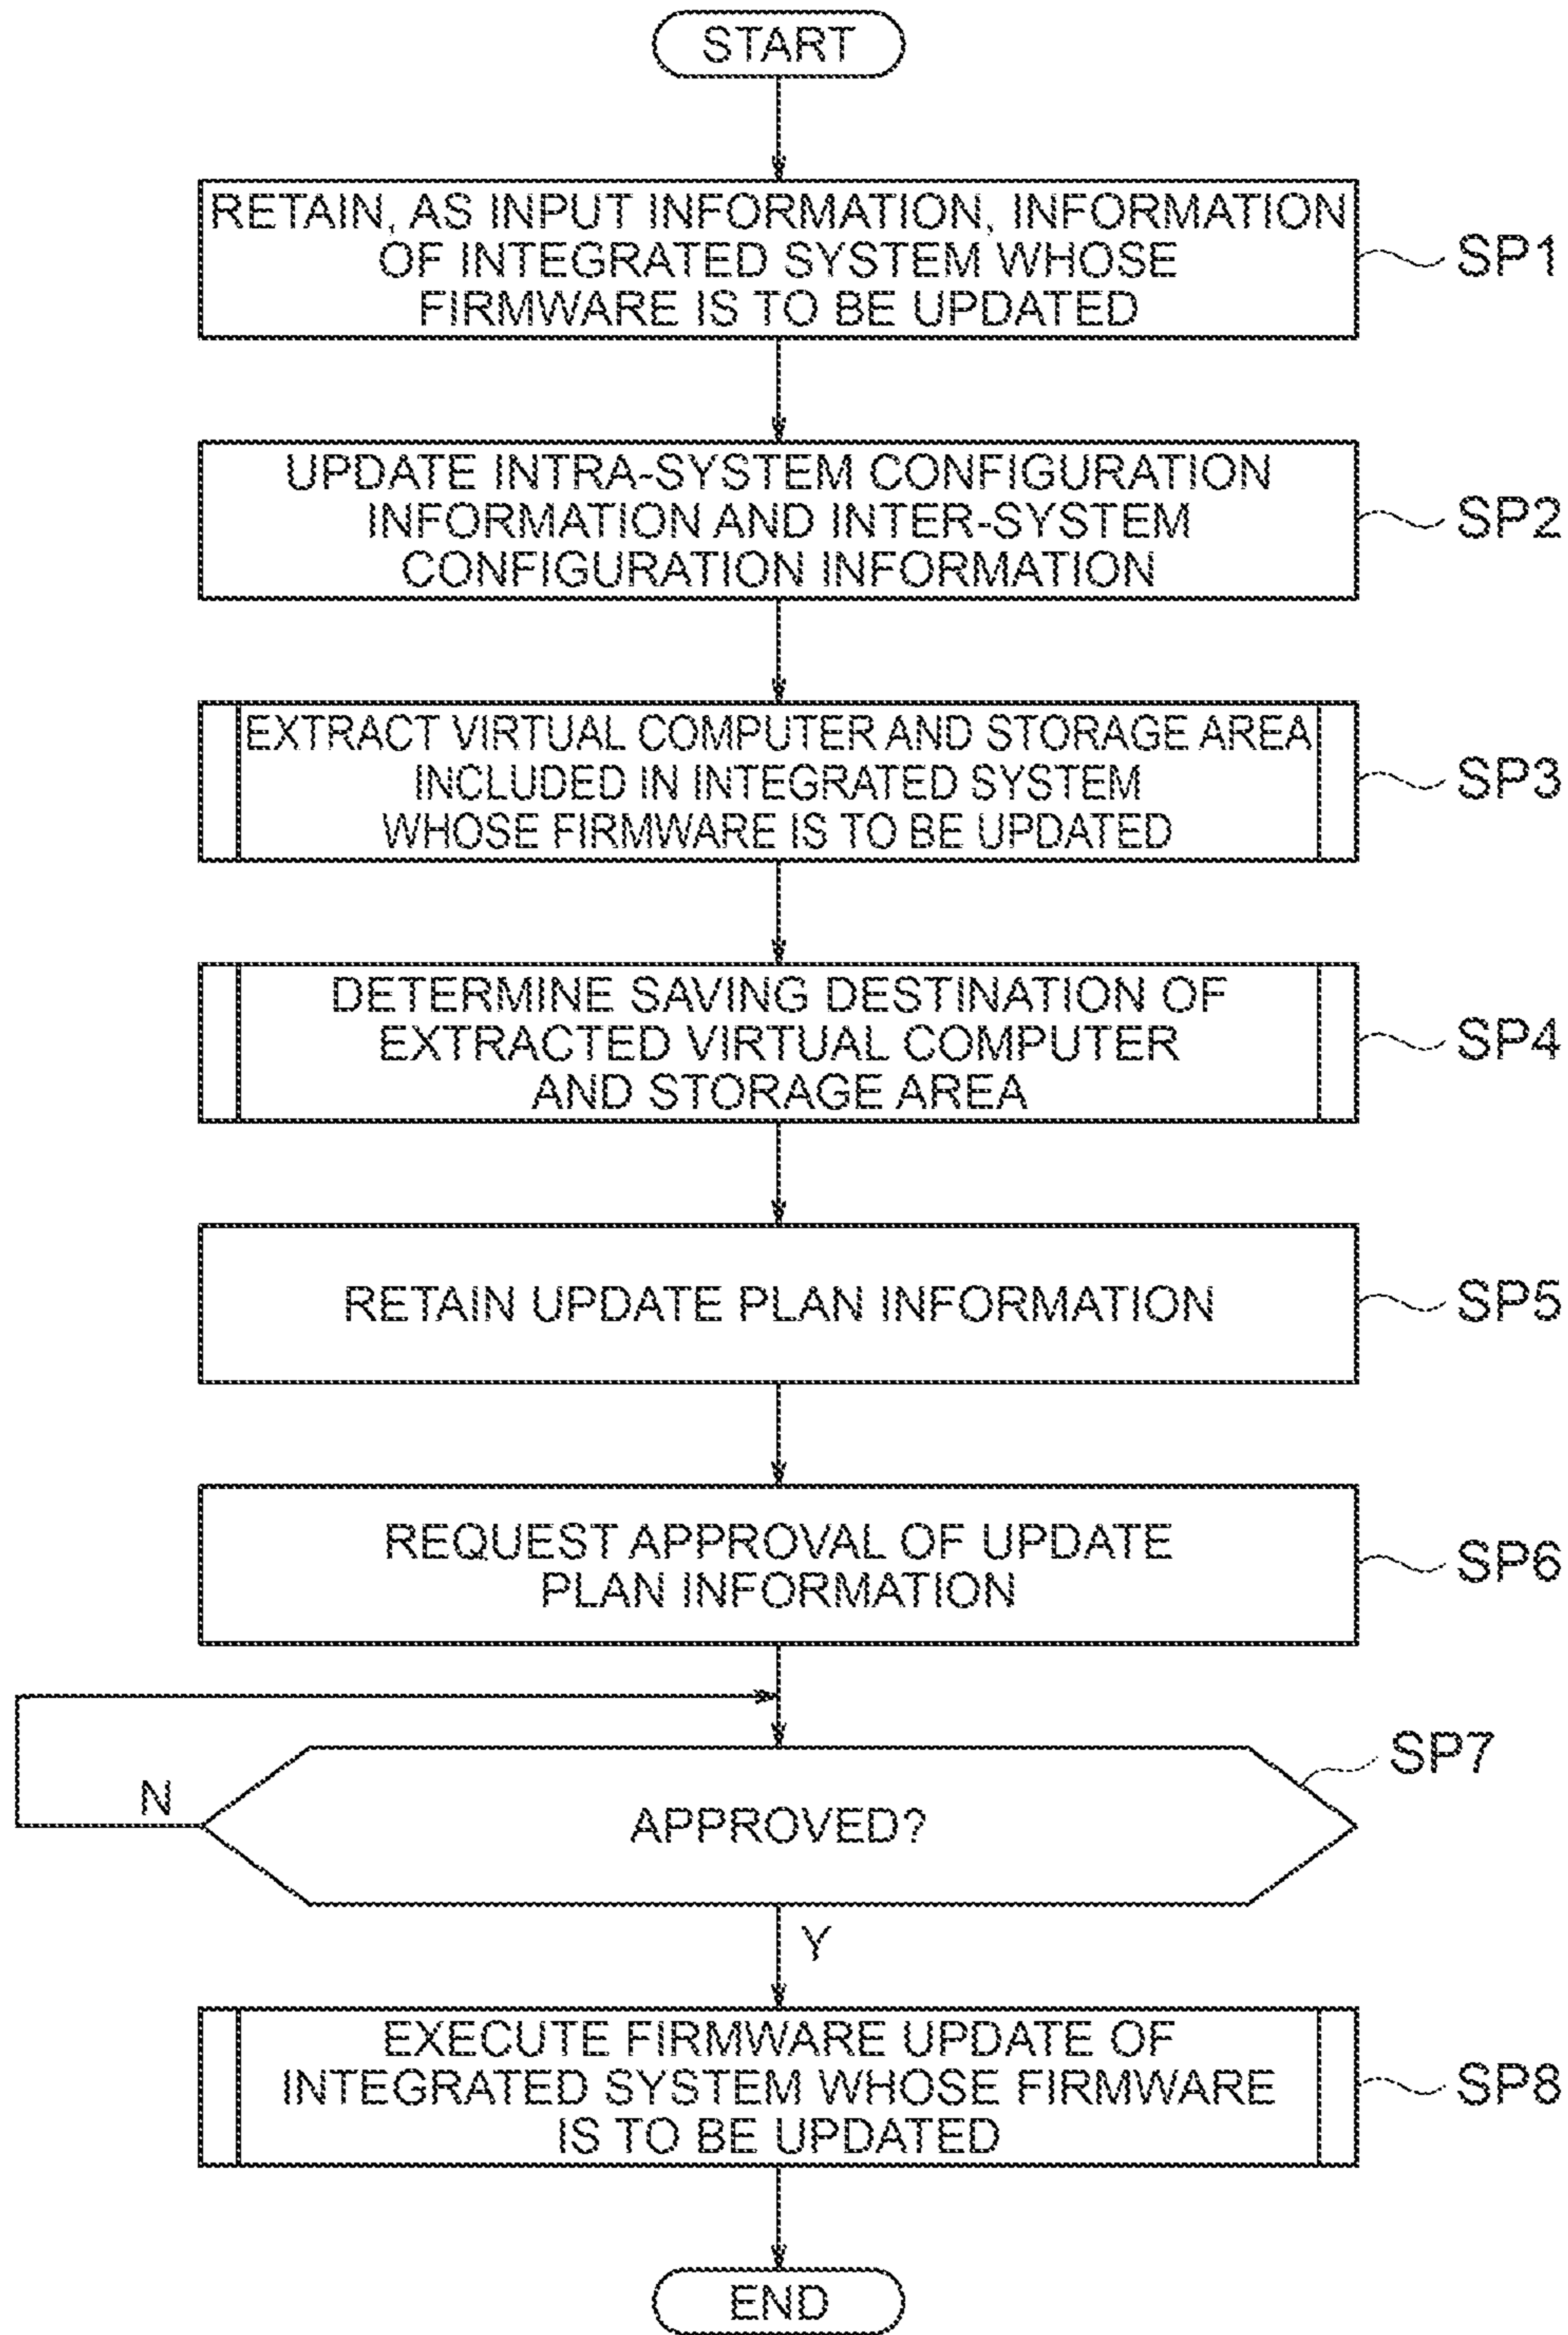 START
RETAIN, AS INPUT INFORMATION, INFORMATION
OF INTEGRATED SYSTEM WHOSE
FIRMWARE IS TO BE UPDATED
SP1
UPDATE INTRA-SYSTEM CONFIGURATION
INFORMATION AND INTER-SYSTEM
CONFIGURATION INFORMATION
SP2
EXTRACT VIRTUAL COMPUTER AND STORAGE AREA
INCLUDED IN INTEGRATED SYSTEM
WHOSE FIRMWARE IS TO BE UPDATED
SP3
DETERMINE SAVING DESTINATION OF
EXTRACTED VIRTUAL COMPUTER
AND STORAGE AREA
SP4
RETAIN UPDATE PLAN INFORMATION
SP5
REQUEST APPROVAL OF UPDATE
PLAN INFORMATION
SP6
SP7
N
APPROVED?
Y
EXECUTE FIRMWARE UPDATE OF
INTEGRATED SYSTEM WHOSE FIRMWARE
IS TO BE UPDATED
SP8
END